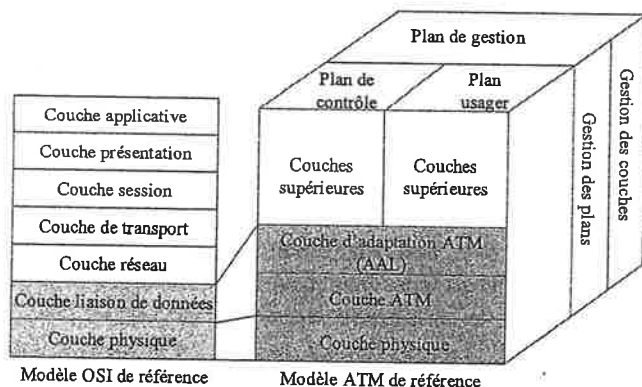 Plan de gestion
Plan de
contrôle
Plan
usager
Gestion des couches
Gestion des plans
Couche applicative
Couche présentation
Couche session
Couche de transport
Couche réseau
Couche liaison de données
Couche physique
Couches
supérieures
Couches
supérieures
Couche d'adaptation ATM
(AAL)
Couche ATM
Couche physique
Modèle OSI de référence
Modèle ATM de référence